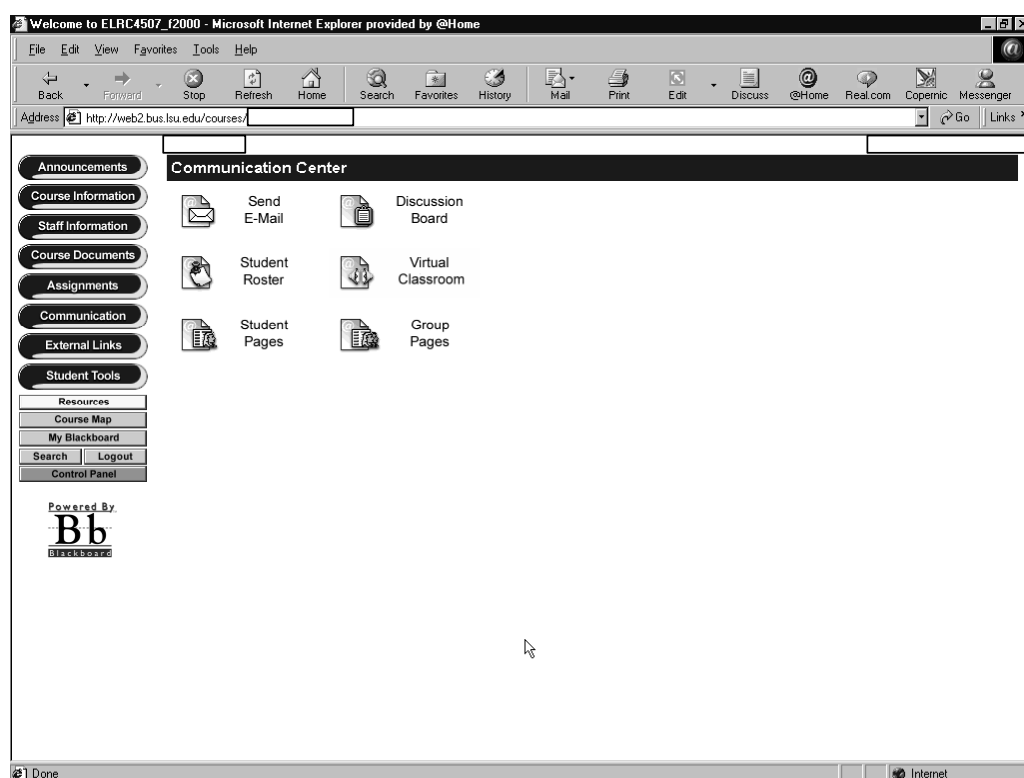 Welcome to ELRC4507_f2000 - Microsoft Internet Explorer provided by @Home
File Edit View Favorites Tools Help
Back Forward Stop Refresh Home Search Favorites History Mail Print Edit Discuss @Home Real.com Copernic Messenger
Address http://web2.bus.lsu.edu/courses/ Go Links
Communication Center
Announcements
Course Information
Staff Information
Course Documents
Assignments
Communication
External Links
Student Tools
Resources
Course Map
My Blackboard
Search Logout
Control Panel
Powered By
Bb
Blackboard
Send
E-Mail
Discussion
Board
Student
Roster
Virtual
Classroom
Student
Pages
Group
Pages
Done Internet